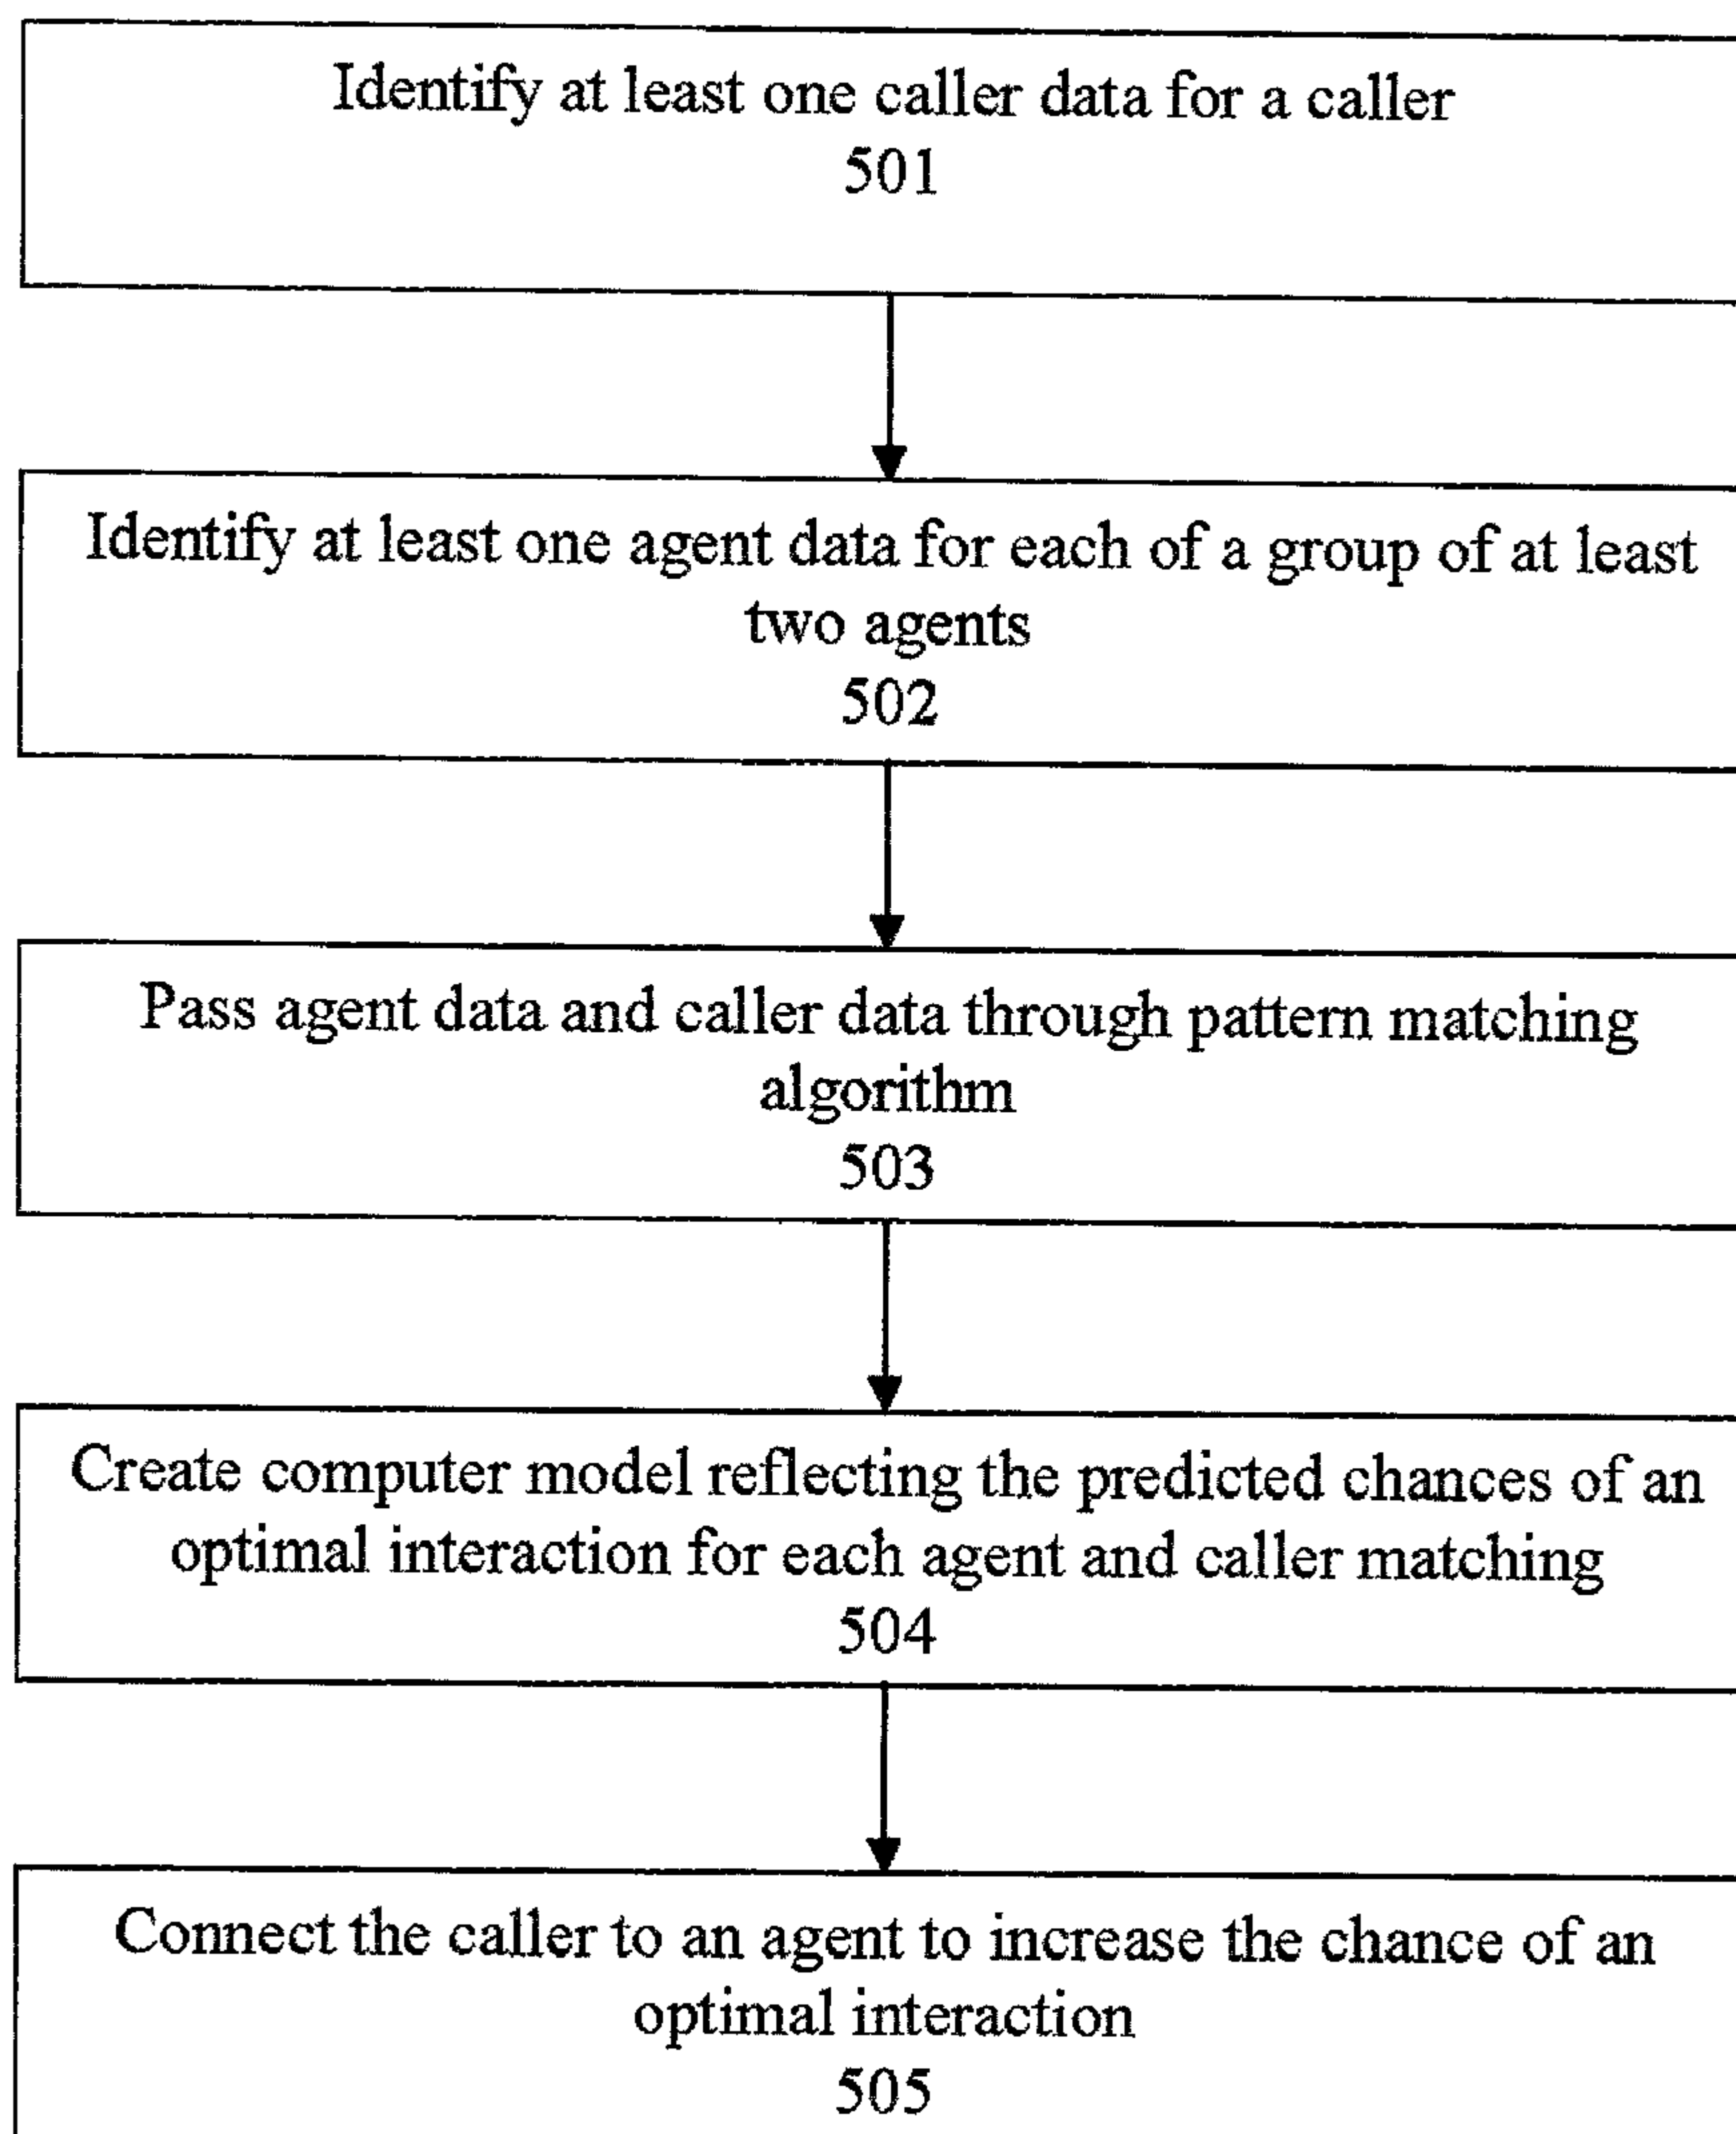 Identify at least one caller data for a caller
501
Identify at least one agent data for each of a group of at least
two agents
502
Pass agent data and caller data through pattern matching
algorithm
503
Create computer model reflecting the predicted chances of an
optimal interaction for each agent and caller matching
504
Connect the caller to an agent to increase the chance of an
optimal interaction
505